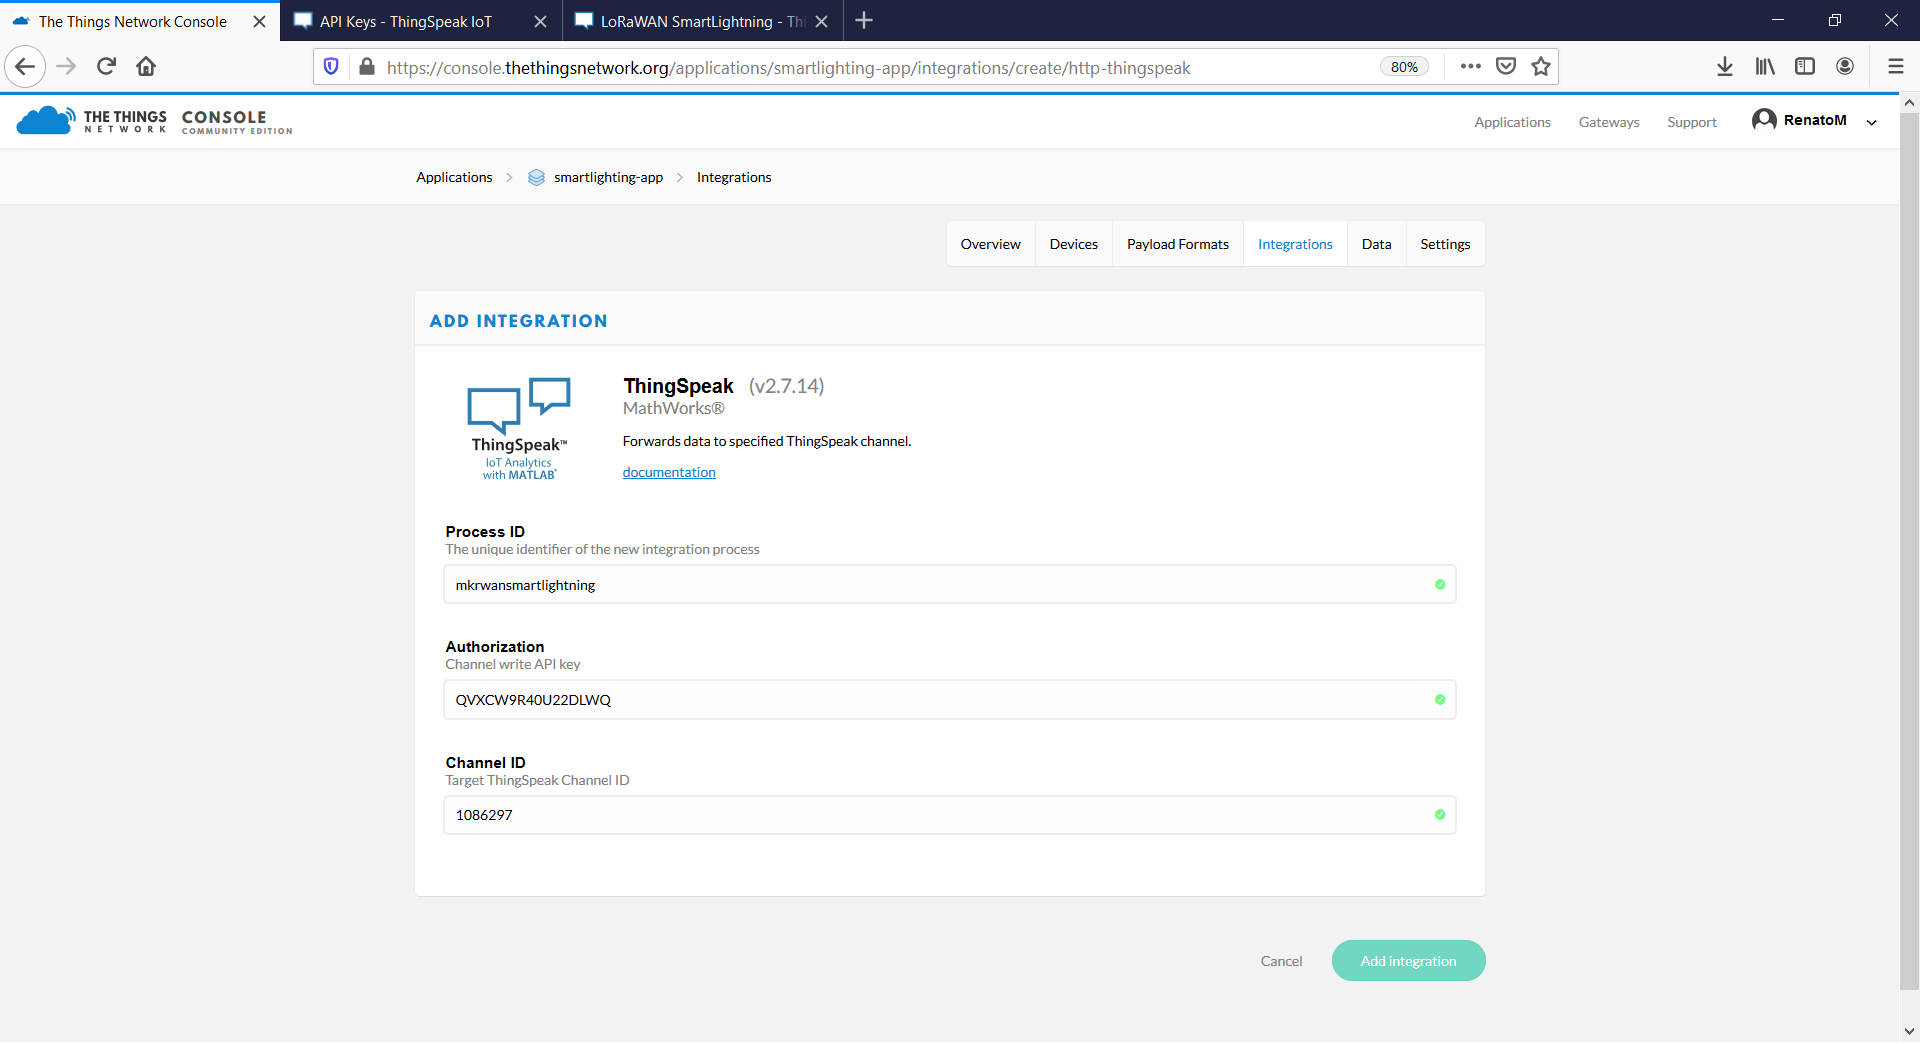 The Things Network Console
API Keys - ThingSpeak IoT
LoRaWAN SmartLightning - Thi
https://console.thethingsnetwork.org/applications/smartlighting-app/integrations/create/http-thingspeak
80%
THE THINGS NETWORK
CONSOLE
COMMUNITY EDITION
Applications
Gateways
Support
RenatoM
Applications > smartlighting-app > Integrations
Overview
Devices
Payload Formats
Integrations
Data
Settings
ADD INTEGRATION
ThingSpeak™
IoT Analytics
with MATLAB®
ThingSpeak (v2.7.14)
MathWorks®
Forwards data to specified ThingSpeak channel.
documentation
Process ID
The unique identifier of the new integration process
mkrwansmartlightning
Authorization
Channel write API key
QVXCW9R40U22DLWQ
Channel ID
Target ThingSpeak Channel ID
1086297
Cancel
Add integration